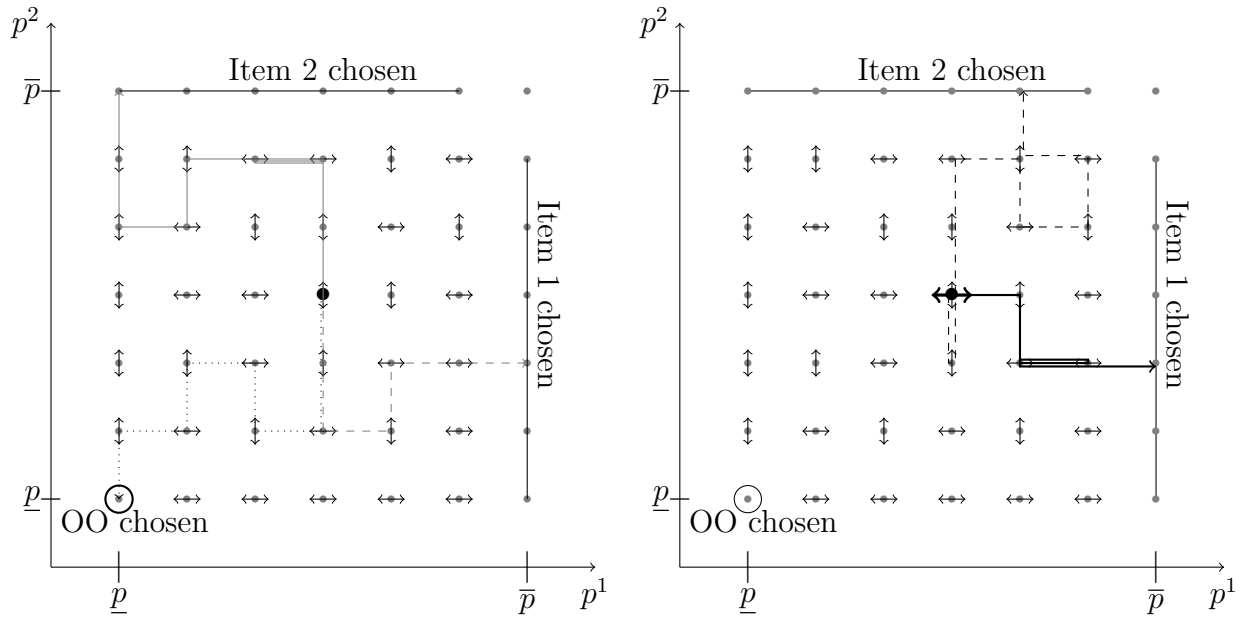 p²
Item 2 chosen
p̅
Item 1 chosen
p̲
OO chosen
p̲
p̅
p¹
p²
Item 2 chosen
p̅
Item 1 chosen
p̲
OO chosen
p̲
p̅
p¹